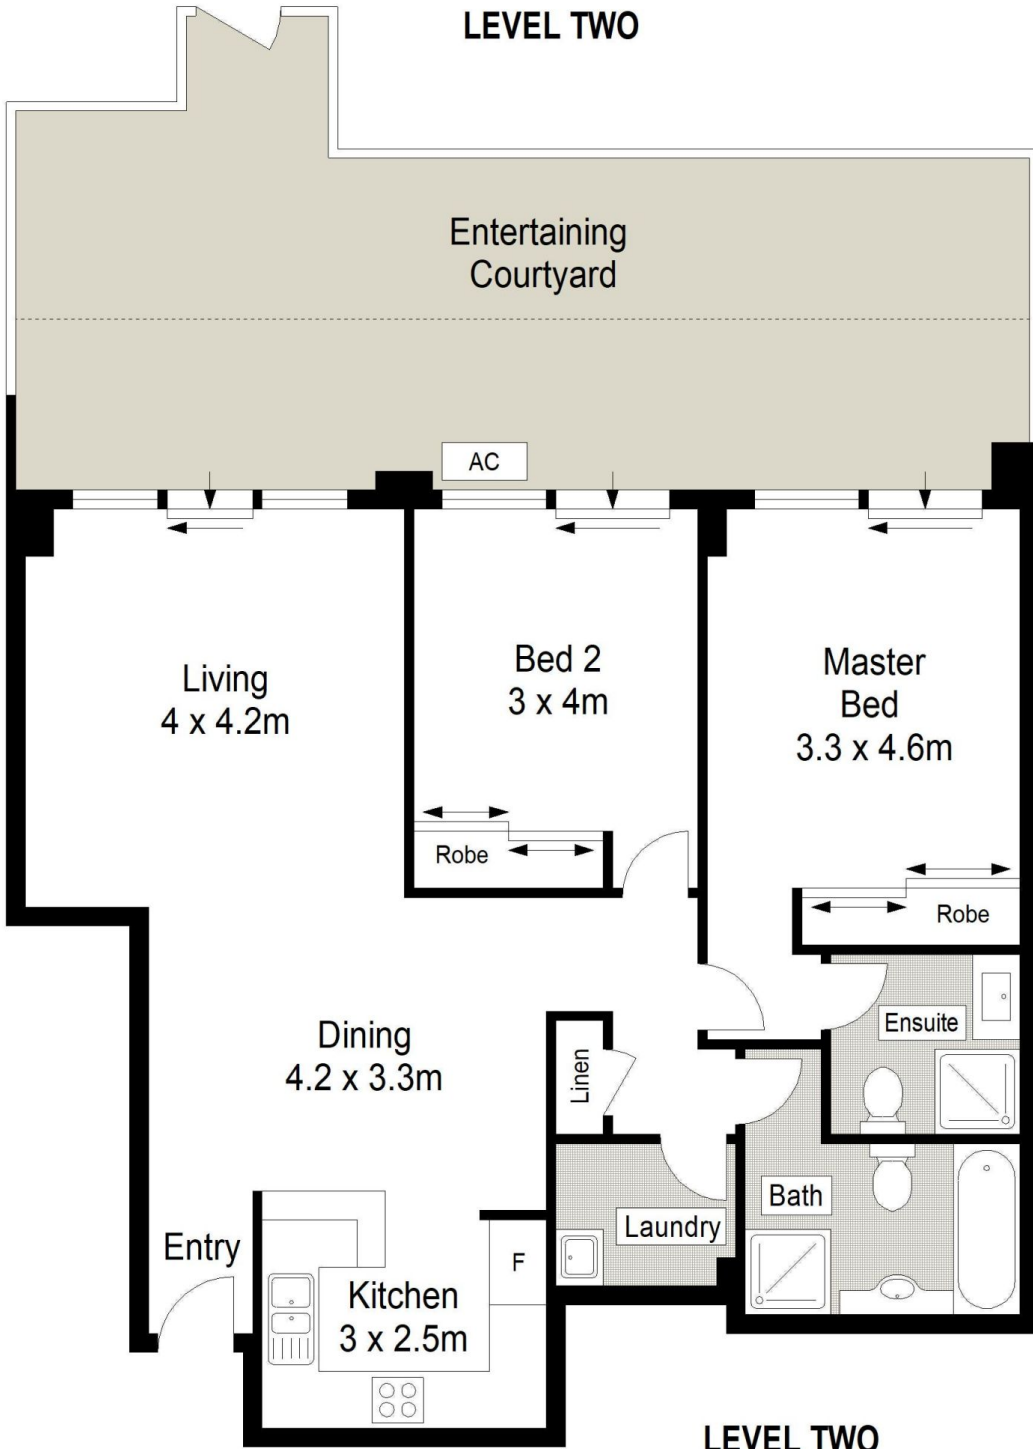 LEVEL TWO
Entertaining
Courtyard
AC
Living
4 x 4.2m
Bed 2
3 x 4m
Master
Bed
3.3 x 4.6m
Robe
Robe
Dining
4.2 x 3.3m
Linen
Ensuite
Bath
Laundry
Entry
F
Kitchen
3 x 2.5m
LEVEL TWO